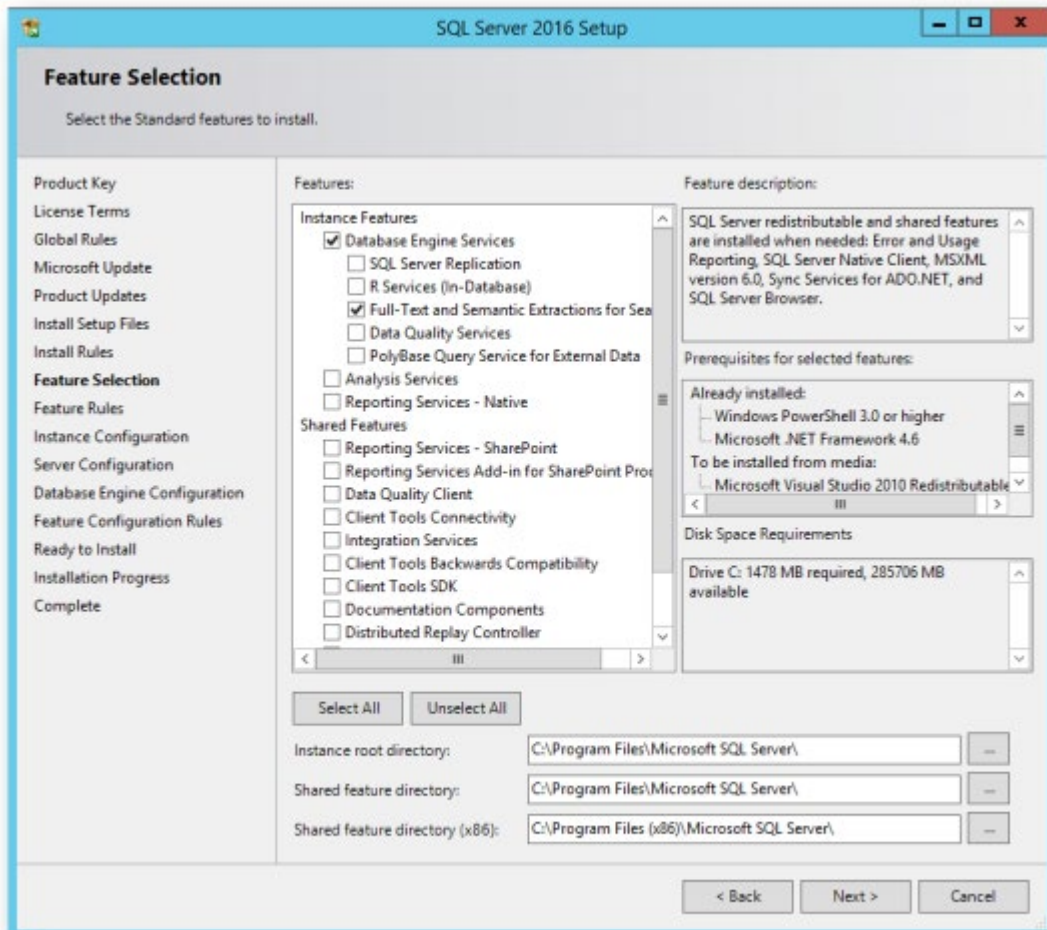 SQL Server 2016 Setup
Feature Selection
Select the Standard features to install.
Product Key
License Terms
Global Rules
Microsoft Update
Product Updates
Install Setup Files
Install Rules
Feature Selection
Feature Rules
Instance Configuration
Server Configuration
Database Engine Configuration
Feature Configuration Rules
Ready to Install
Installation Progress
Complete
Features:
Instance Features
Database Engine Services
SQL Server Replication
R Services (In-Database)
Full-Text and Semantic Extractions for Sea
Data Quality Services
PolyBase Query Service for External Data
Analysis Services
Reporting Services - Native
Shared Features
Reporting Services - SharePoint
Reporting Services Add-in for SharePoint Proc
Data Quality Client
Client Tools Connectivity
Integration Services
Client Tools Backwards Compatibility
Client Tools SDK
Documentation Components
Distributed Replay Controller
Feature description:
SQL Server redistributable and shared features
are installed when needed: Error and Usage
Reporting, SQL Server Native Client, MSXML
version 6.0, Sync Services for ADO.NET, and
SQL Server Browser.
Prerequisites for selected features:
Already installed:
Windows PowerShell 3.0 or higher
Microsoft .NET Framework 4.6
To be installed from media:
Microsoft Visual Studio 2010 Redistributable
Disk Space Requirements
Drive C: 1478 MB required, 285706 MB
available
Select All
Unselect All
Instance root directory:
C:\Program Files\Microsoft SQL Server\
...
Shared feature directory:
C:\Program Files\Microsoft SQL Server\
...
Shared feature directory (x86):
C:\Program Files (x86)\Microsoft SQL Server\
...
< Back
Next >
Cancel